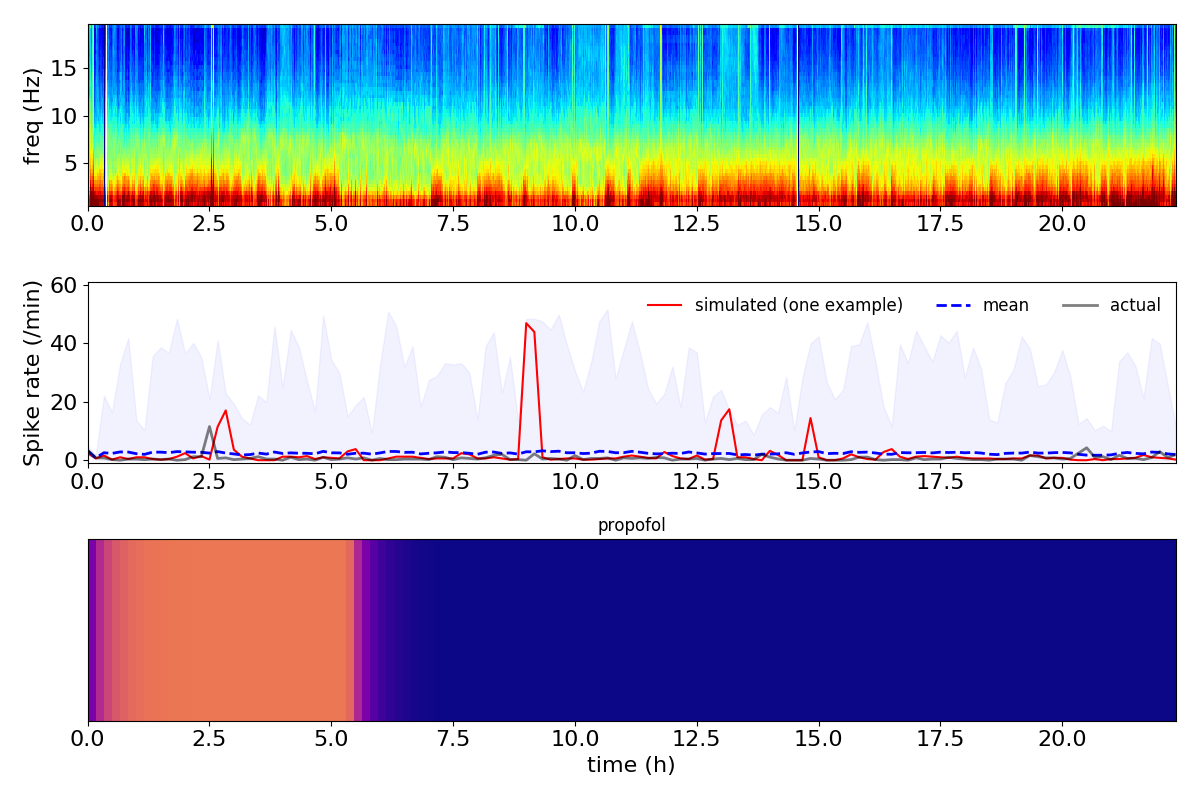 freq (Hz)
15
10
5
0.0 2.5 5.0 7.5 10.0 12.5 15.0 17.5 20.0
Spike rate (/min)
60
40
20
0
simulated (one example) mean actual
0.0 2.5 5.0 7.5 10.0 12.5 15.0 17.5 20.0
propofol
0.0 2.5 5.0 7.5 10.0 12.5 15.0 17.5 20.0
time (h)